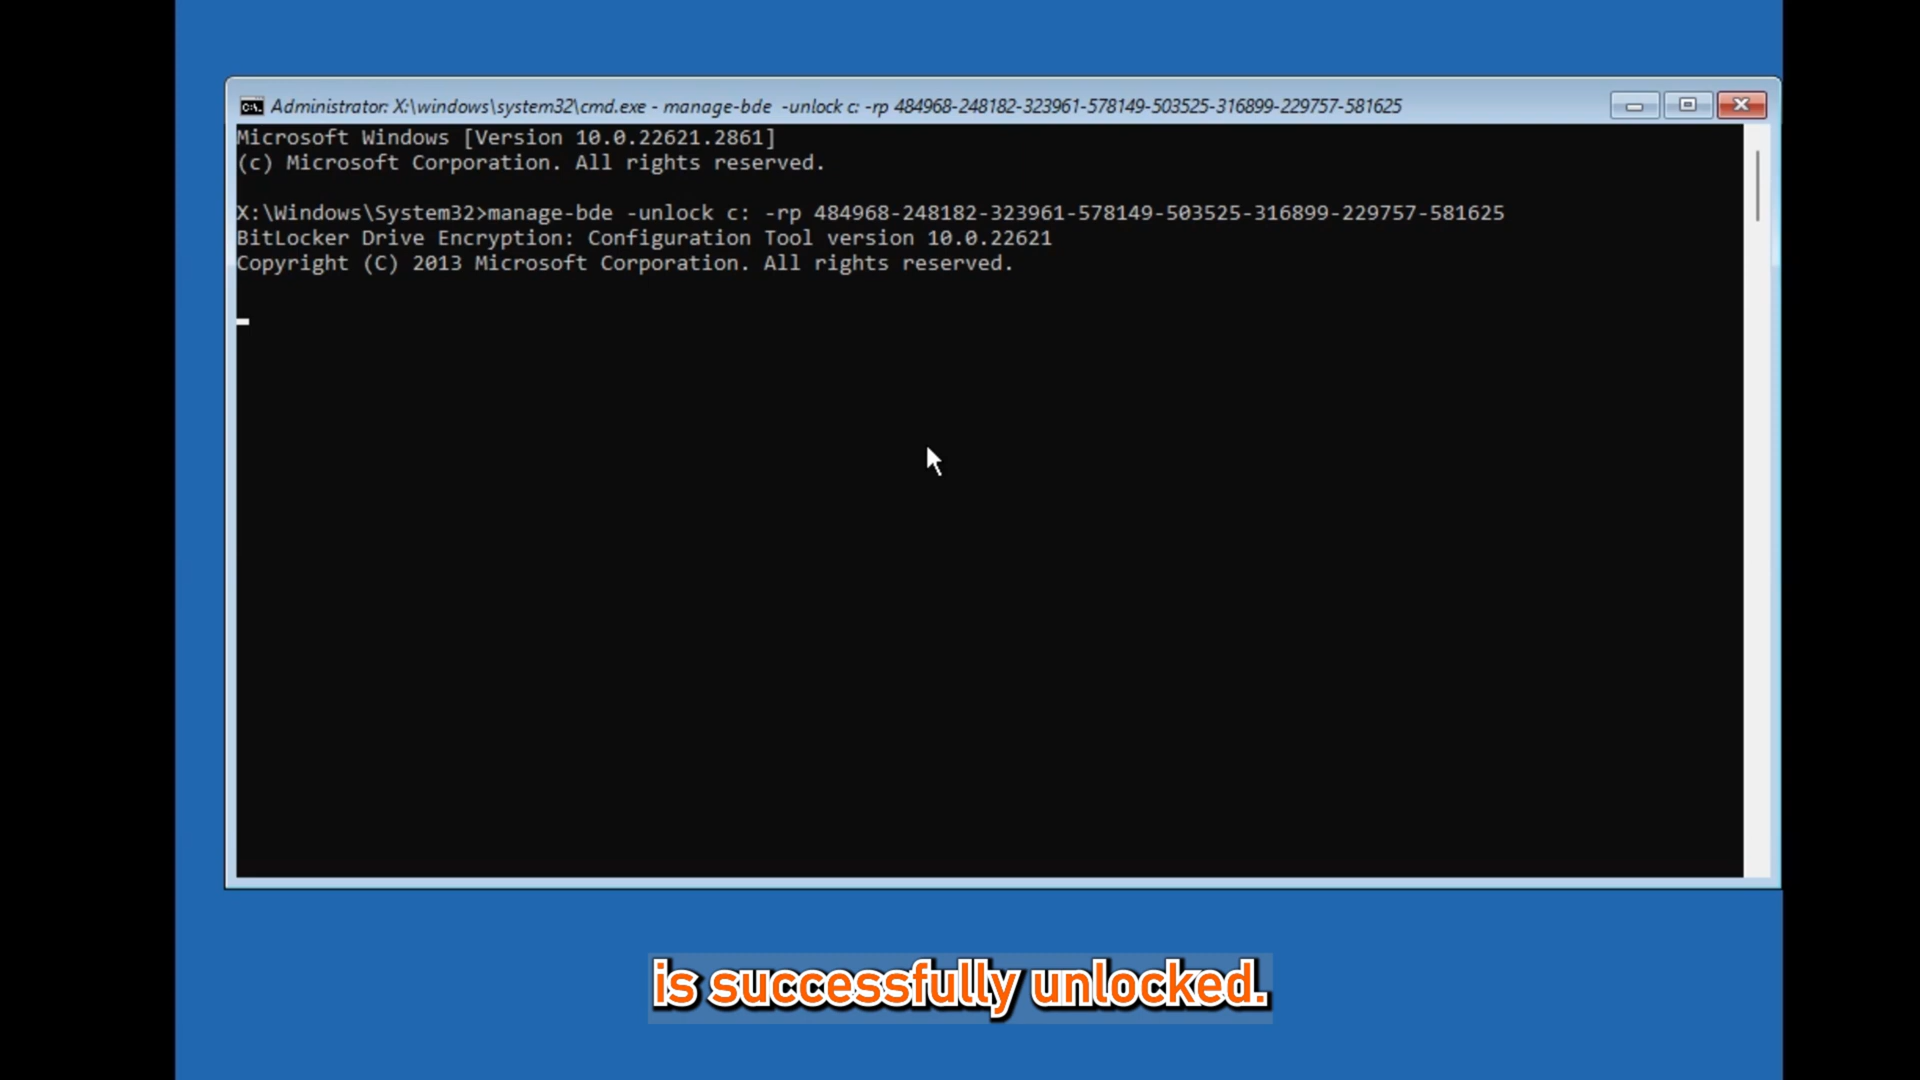 Administrator: X:\windows\system32\cmd.exe - manage-bde  -unlock c: -rp 484968-248182-323961-578149-503525-316899-229757-581625
Microsoft Windows [Version 10.0.22621.2861]
(c) Microsoft Corporation. All rights reserved.
X:\Windows\System32>manage-bde -unlock c: -rp 484968-248182-323961-578149-503525-316899-229757-581625
BitLocker Drive Encryption: Configuration Tool version 10.0.22621
Copyright (C) 2013 Microsoft Corporation. All rights reserved.
is successfully unlocked.